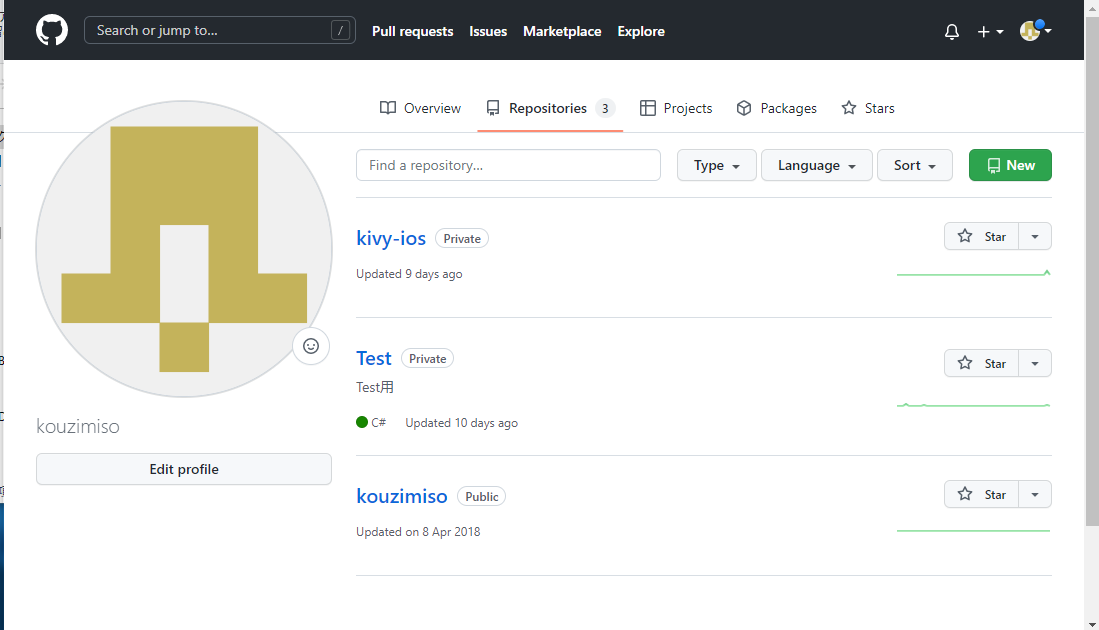 Search or jump to... / Pull requests Issues Marketplace Explore
Overview Repositories 3 Projects Packages Stars
Find a repository... Type Language Sort New
kivy-ios Private Star
Updated 9 days ago
Test Private Star
Test用
C# Updated 10 days ago
kouzimiso
Edit profile
kouzimiso Public Star
Updated on 8 Apr 2018